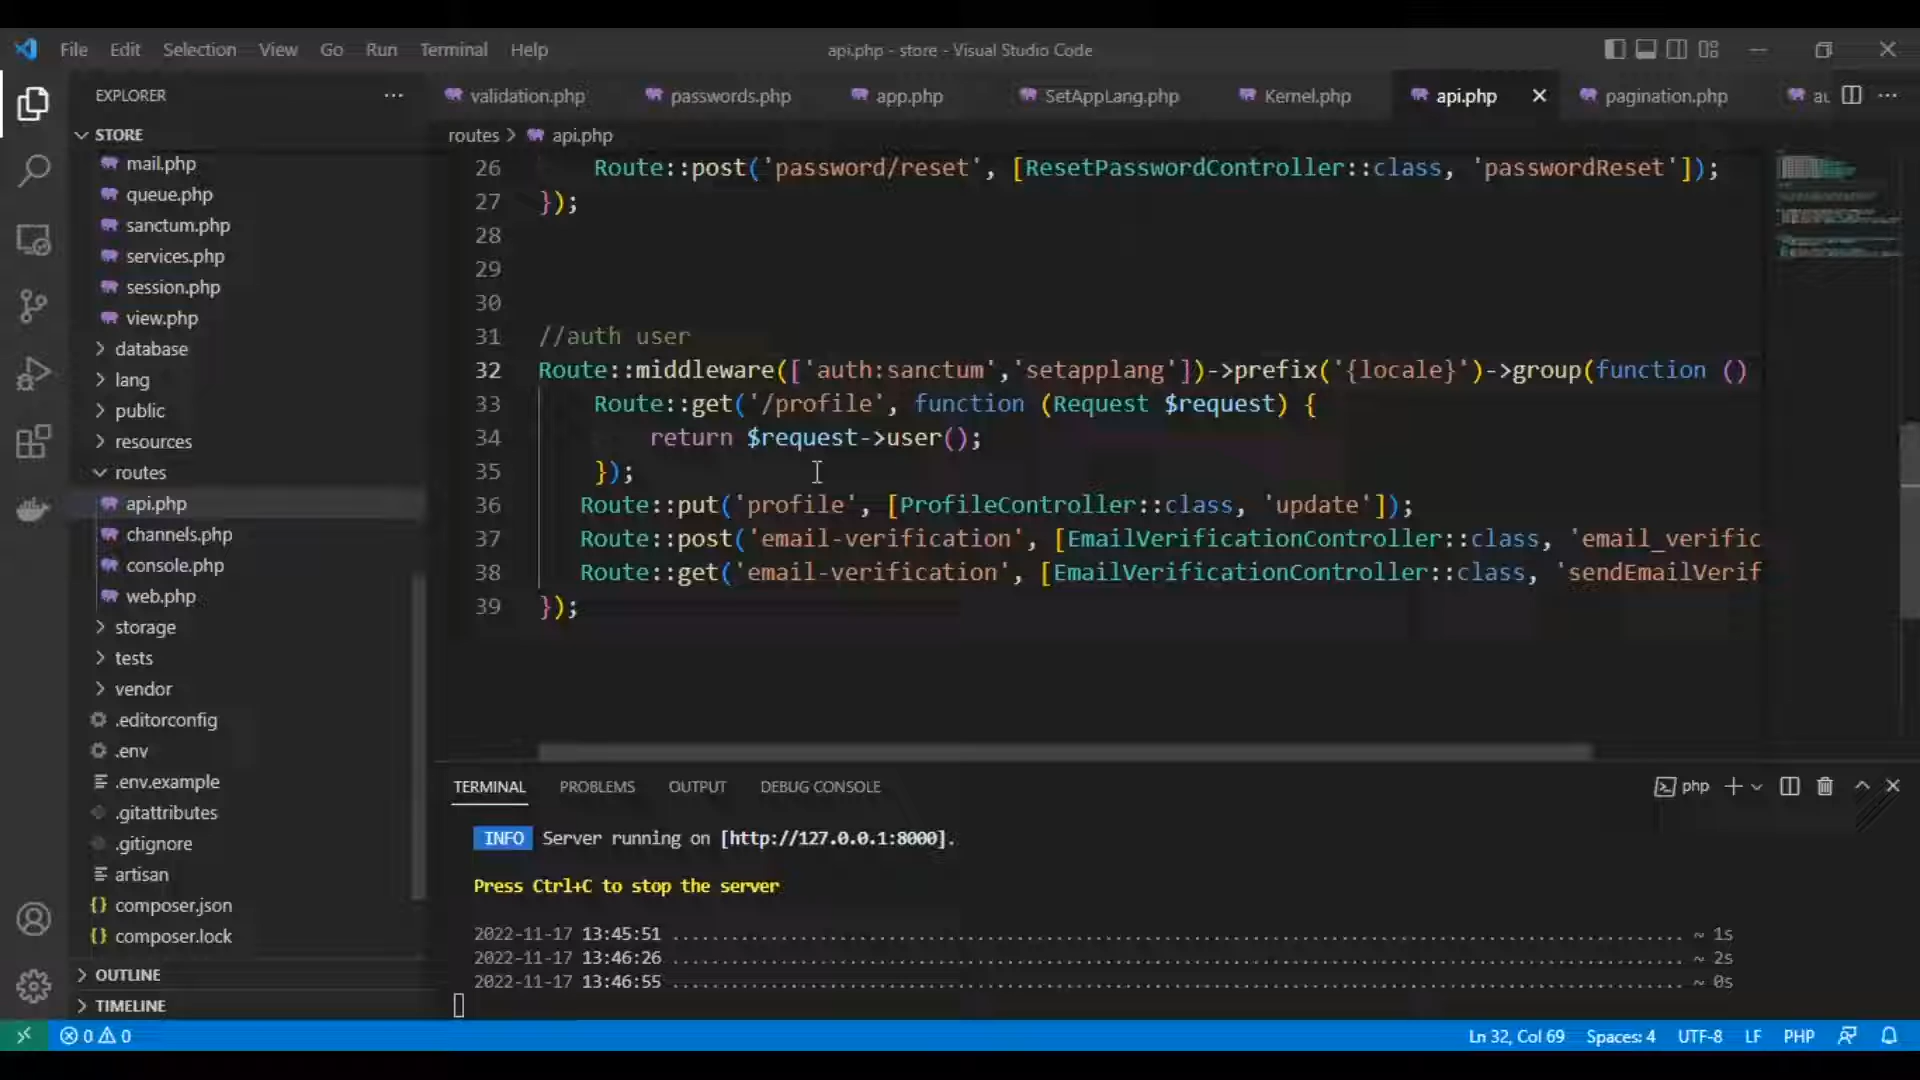 File Edit Selection View Go Run Terminal Help
api.php - store - Visual Studio Code
EXPLORER
validation.php passwords.php app.php SetAppLang.php Kernel.php api.php pagination.php au
STORE
mail.php
queue.php
sanctum.php
services.php
session.php
view.php
database
lang
public
resources
routes
api.php
channels.php
console.php
web.php
storage
tests
vendor
.editorconfig
.env
.env.example
.gitattributes
.gitignore
artisan
composer.json
composer.lock
OUTLINE
TIMELINE
routes > api.php
26 Route::post('password/reset', [ResetPasswordController::class, 'passwordReset']);
27 });
28
29
30
31 //auth user
32 Route::middleware(['auth:sanctum','setapplang'])->prefix('{locale}')->group(function ()
33 Route::get('/profile', function (Request $request) {
34 return $request->user();
35 });
36 Route::put('profile', [ProfileController::class, 'update']);
37 Route::post('email-verification', [EmailVerificationController::class, 'email_verific
38 Route::get('email-verification', [EmailVerificationController::class, 'sendEmailVerif
39 });
TERMINAL PROBLEMS OUTPUT DEBUG CONSOLE
php
INFO Server running on [http://127.0.0.1:8000].
Press Ctrl+C to stop the server
2022-11-17 13:45:51 ........................................ ~ 1s
2022-11-17 13:46:26 ........................................ ~ 2s
2022-11-17 13:46:55 ........................................ ~ 0s
0 0
Ln 32, Col 69 Spaces: 4 UTF-8 LF PHP